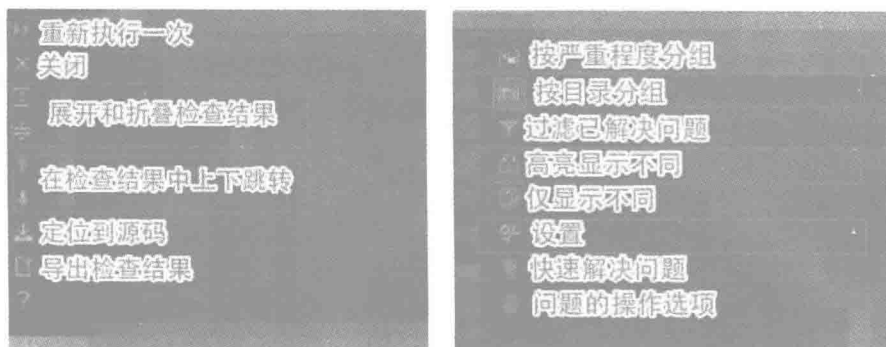 重新执行一次
关闭
展开和折叠检查结果
在检查结果中上下跳转
定位到源码
导出检查结果
?
按严重程度分组
按目录分组
过滤已解决问题
高亮显示不同
仅显示不同
设置
快速解决问题
问题的操作选项